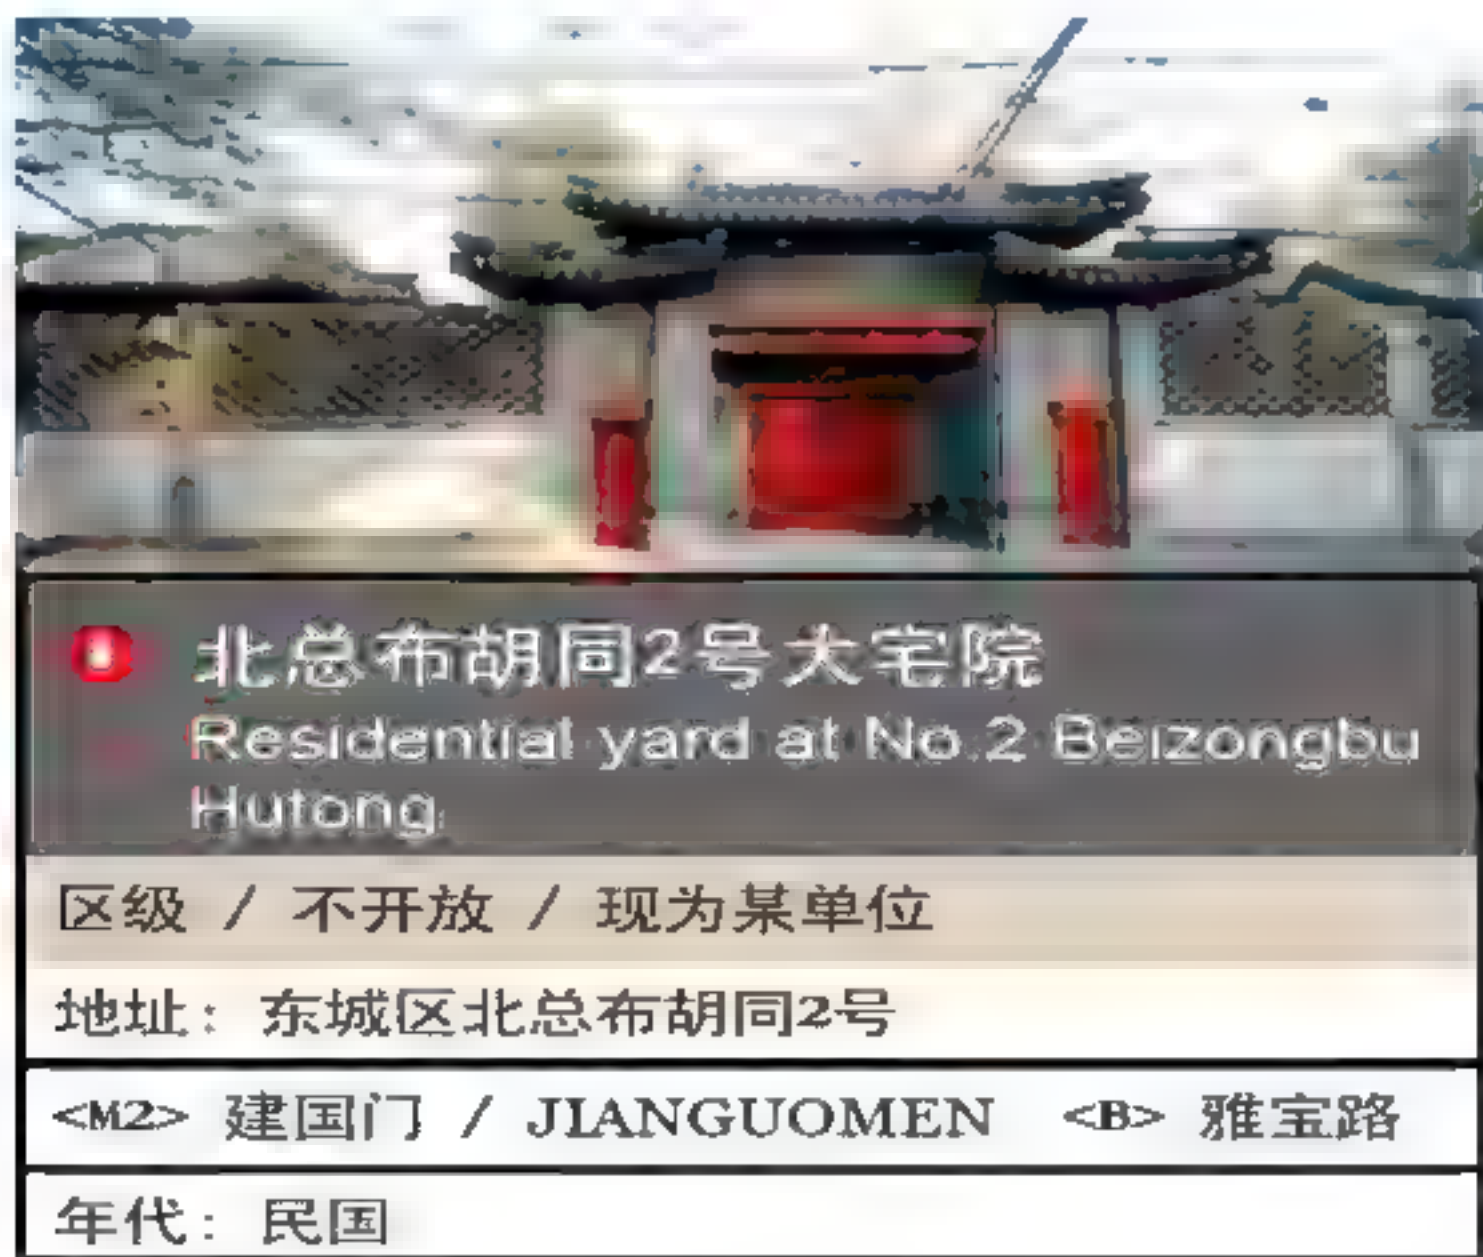 北总布胡同2号大宅院
Residential yard at No.2 Beizongbu
Hutong
区级 / 不开放 / 现为某单位
地址：东城区北总布胡同2号
<M2> 建国门 / JIANGUOMEN <B> 雅宝路
年代：民国